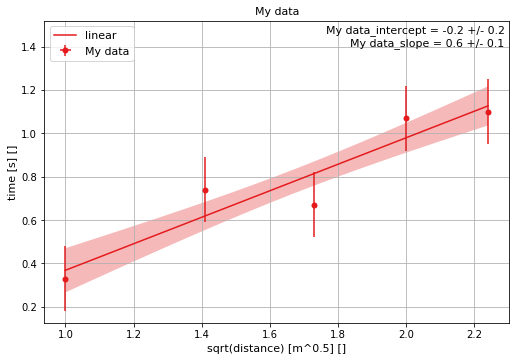 My data
linear
My data
My data_intercept = -0.2 +/- 0.2
My data_slope = 0.6 +/- 0.1
time [s] []
1.4
1.2
1.0
0.8
0.6
0.4
0.2
1.0
1.2
1.4
1.6
1.8
2.0
2.2
sqrt(distance) [m^0.5] []